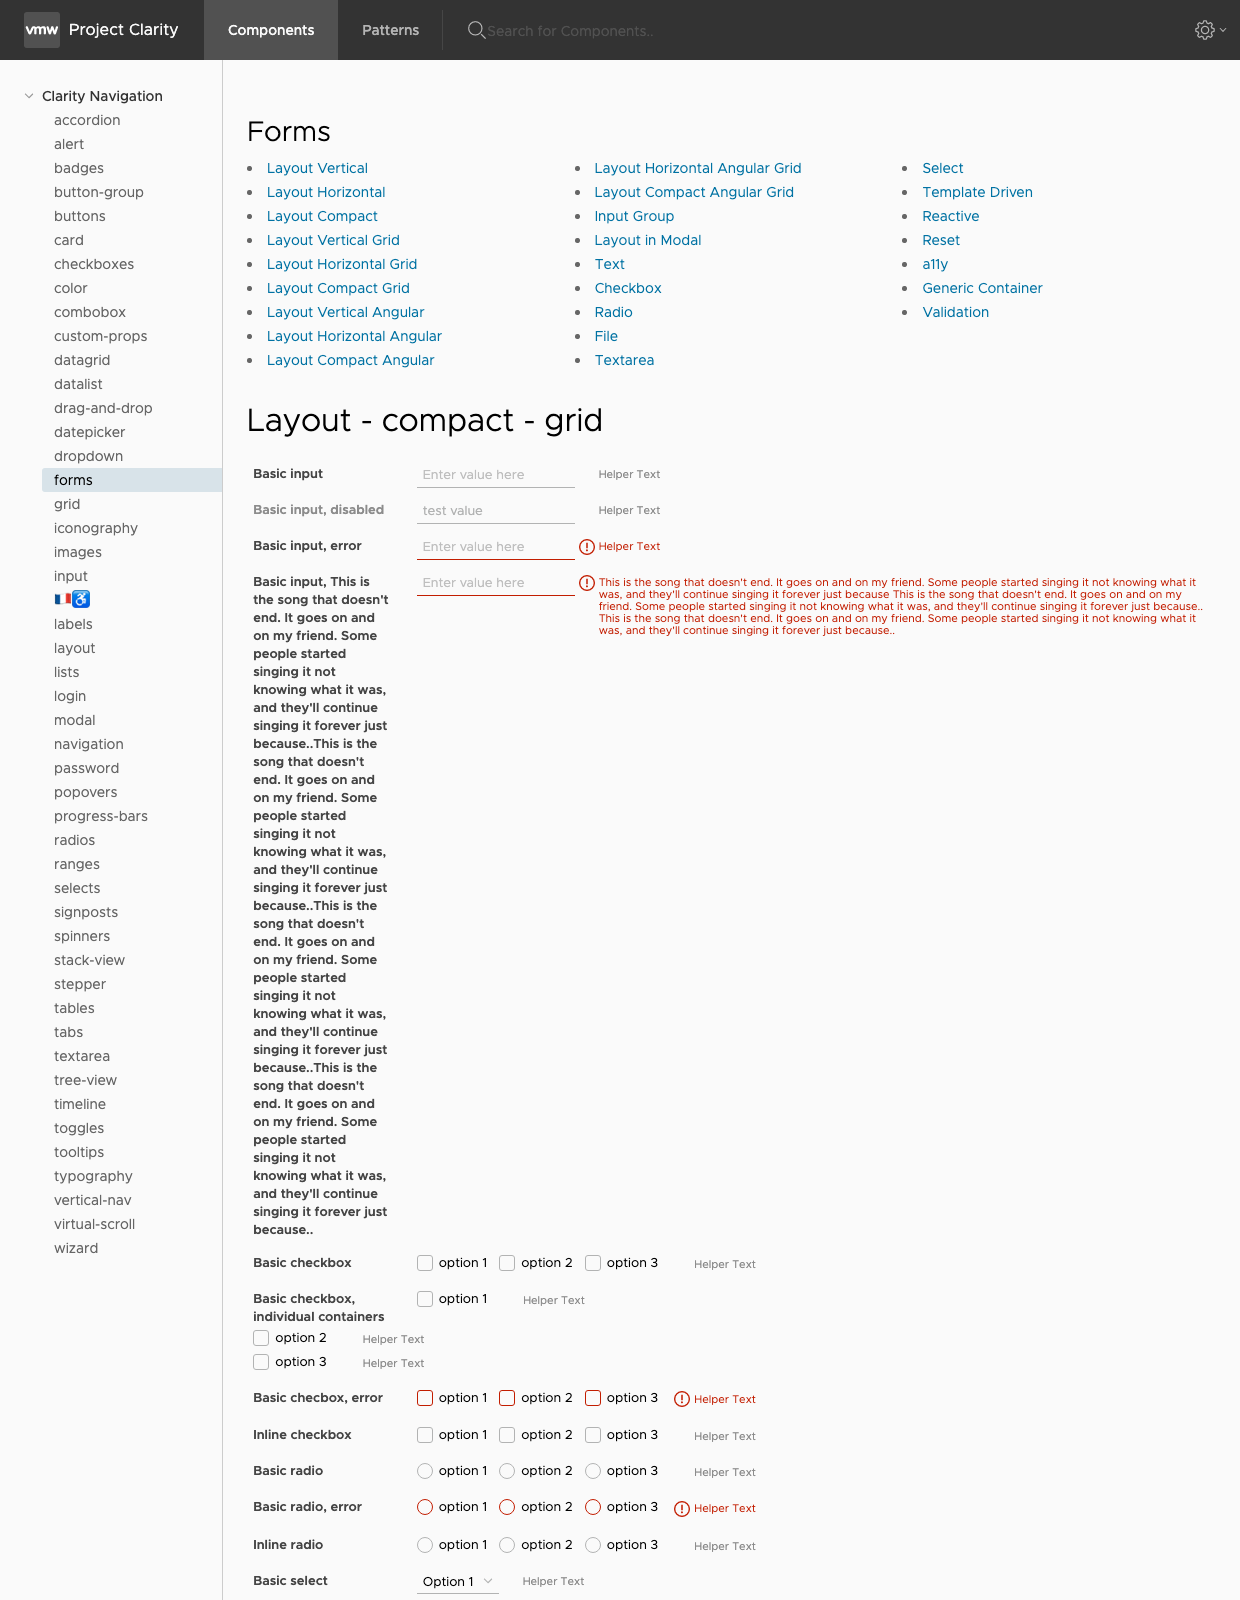 vmw Project Clarity Components Patterns Search for Components..
Clarity Navigation
accordion
alert
badges
button-group
buttons
card
checkboxes
color
combobox
custom-props
datagrid
datalist
drag-and-drop
datepicker
dropdown
forms
grid
iconography
images
input
labels
layout
lists
login
modal
navigation
password
popovers
progress-bars
radios
ranges
selects
signposts
spinners
stack-view
stepper
tables
tabs
textarea
tree-view
timeline
toggles
tooltips
typography
vertical-nav
virtual-scroll
wizard
Forms
Layout Vertical
Layout Horizontal
Layout Compact
Layout Vertical Grid
Layout Horizontal Grid
Layout Compact Grid
Layout Vertical Angular
Layout Horizontal Angular
Layout Compact Angular
Layout Horizontal Angular Grid
Layout Compact Angular Grid
Input Group
Layout in Modal
Text
Checkbox
Radio
File
Textarea
Select
Template Driven
Reactive
Reset
a11y
Generic Container
Validation
Layout - compact - grid
Basic input Enter value here Helper Text
Basic input, disabled test value Helper Text
Basic input, error Enter value here Helper Text
Basic input, This is
the song that doesn't
end. It goes on and
on my friend. Some
people started
singing it not
knowing what it was,
and they'll continue
singing it forever just
because..This is the
song that doesn't
end. It goes on and
on my friend. Some
people started
singing it not
knowing what it was,
and they'll continue
singing it forever just
because..This is the
song that doesn't
end. It goes on and
on my friend. Some
people started
singing it not
knowing what it was,
and they'll continue
singing it forever just
because..This is the
song that doesn't
end. It goes on and
on my friend. Some
people started
singing it not
knowing what it was,
and they'll continue
singing it forever just
because..
Enter value here
This is the song that doesn't end. It goes on and on my friend. Some people started singing it not knowing what it
was, and they'll continue singing it forever just because This is the song that doesn't end. It goes on and on my
friend. Some people started singing it not knowing what it was, and they'll continue singing it forever just because..
This is the song that doesn't end. It goes on and on my friend. Some people started singing it not knowing what it
was, and they'll continue singing it forever just because..
Basic checkbox option 1 option 2 option 3 Helper Text
Basic checkbox,
individual containers
option 1 Helper Text
option 2 Helper Text
option 3 Helper Text
Basic checbox, error option 1 option 2 option 3 Helper Text
Inline checkbox option 1 option 2 option 3 Helper Text
Basic radio option 1 option 2 option 3 Helper Text
Basic radio, error option 1 option 2 option 3 Helper Text
Inline radio option 1 option 2 option 3 Helper Text
Basic select Option 1 Helper Text